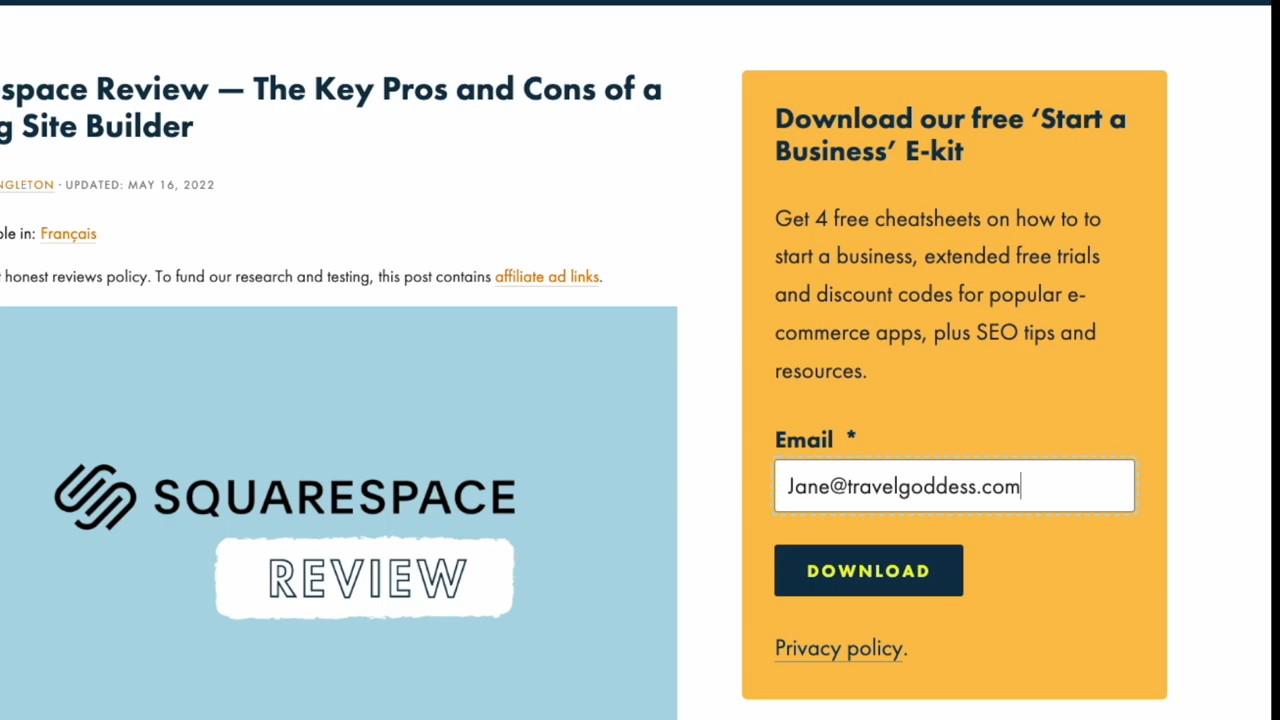 space Review — The Key Pros and Cons of a
g Site Builder
NGLETON · UPDATED: MAY 16, 2022
ble in: Français
honest reviews policy. To fund our research and testing, this post contains affiliate ad links.
SQUARESPACE
REVIEW
Download our free ‘Start a
Business’ E-kit
Get 4 free cheatsheets on how to to
start a business, extended free trials
and discount codes for popular e-
commerce apps, plus SEO tips and
resources.
Email *
Jane@travelgoddess.com
DOWNLOAD
Privacy policy.